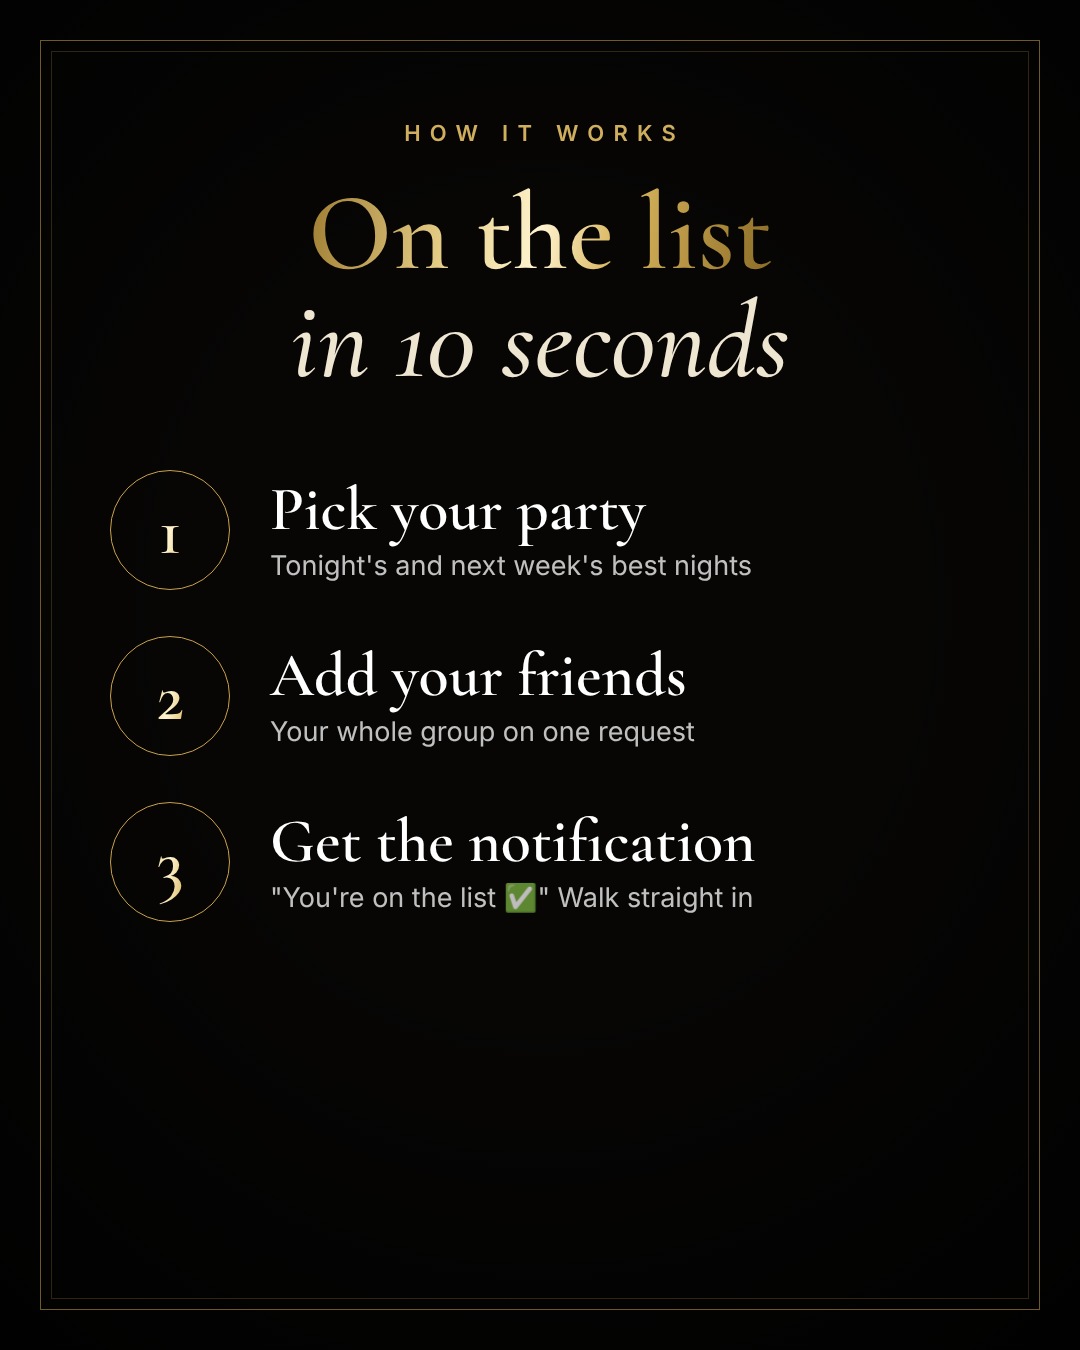 HOW IT WORKS
On the list
in 10 seconds
1
Pick your party
Tonight's and next week's best nights
2
Add your friends
Your whole group on one request
3
Get the notification
"You're on the list ✅" Walk straight in